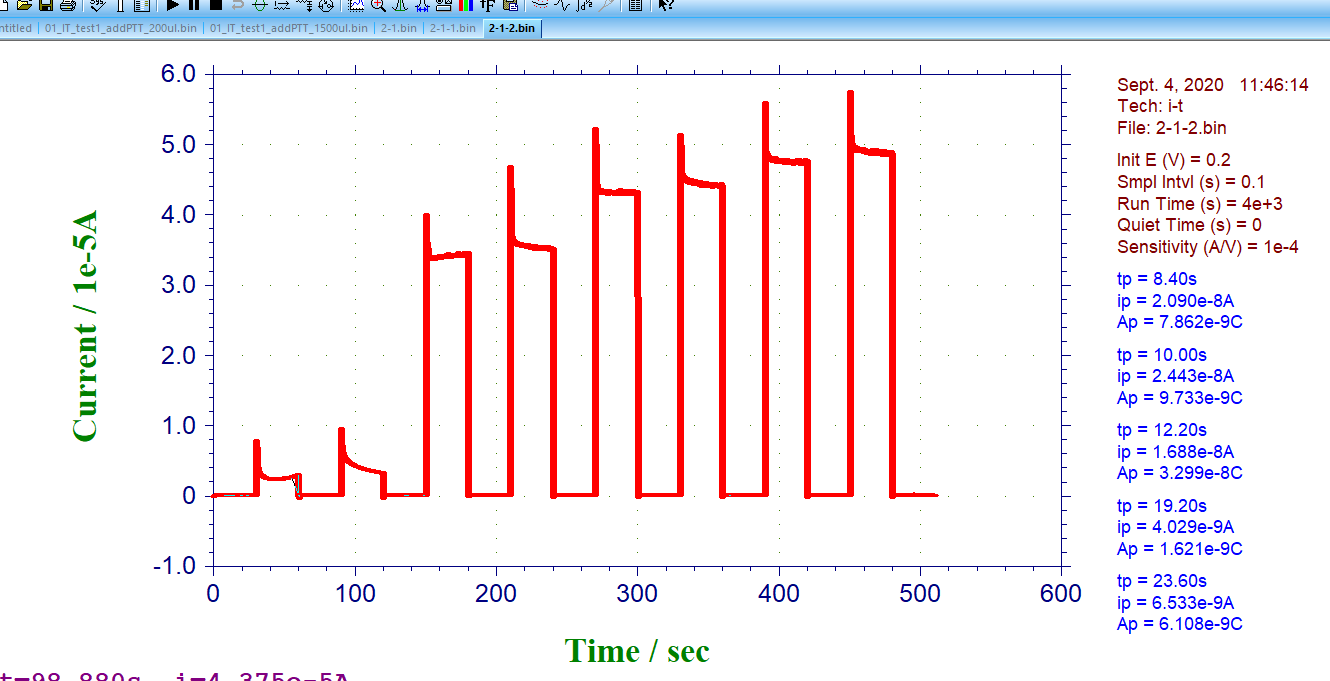 ntitled 01_IT_test1_addPTT_200ul.bin 01_IT_test1_addPTT_1500ul.bin 2-1.bin 2-1-1.bin 2-1-2.bin
6.0
5.0
4.0
3.0
2.0
1.0
0
-1.0
Current / 1e-5A
0 100 200 300 400 500 600
Time / sec
Sept. 4, 2020 11:46:14
Tech: i-t
File: 2-1-2.bin
Init E (V) = 0.2
Smpl Intvl (s) = 0.1
Run Time (s) = 4e+3
Quiet Time (s) = 0
Sensitivity (A/V) = 1e-4
tp = 8.40s
ip = 2.090e-8A
Ap = 7.862e-9C
tp = 10.00s
ip = 2.443e-8A
Ap = 9.733e-9C
tp = 12.20s
ip = 1.688e-8A
Ap = 3.299e-8C
tp = 19.20s
ip = 4.029e-9A
Ap = 1.621e-9C
tp = 23.60s
ip = 6.533e-9A
Ap = 6.108e-9C
t=98.880s, i=4.375e-5A